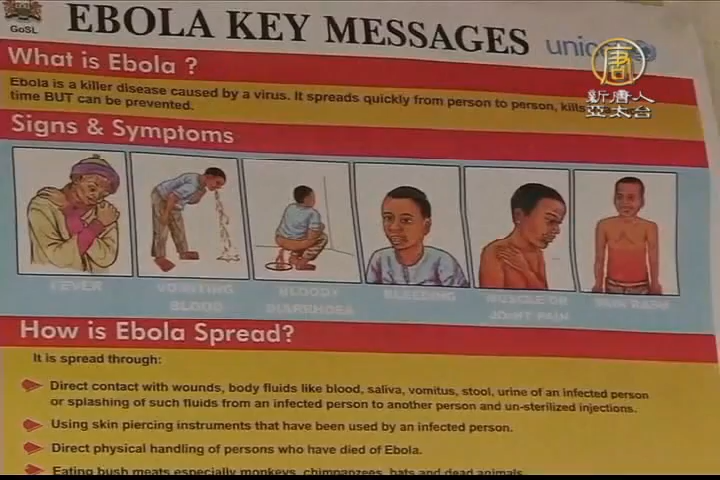 GoSL
EBOLA KEY MESSAGES
What is Ebola ?
Ebola is a killer disease caused by a virus. It spreads quickly from person to person, kills
time BUT can be prevented.
唐
新唐人
亞太台
Signs & Symptoms
FEVER
VOMITING
BLOOD
BLOODY
DIARRHOEA
BLEEDING
MUSCLE OR
JOINT PAIN
SKIN RASH
How is Ebola Spread?
It is spread through:
Direct contact with wounds, body fluids like blood, saliva, vomitus, stool, urine of an infected person
or splashing of such fluids from an infected person to another person and un-sterilized injections.
Using skin piercing instruments that have been used by an infected person.
Direct physical handling of persons who have died of Ebola.
Eating bush meats especially monkeys, chimpanzees, bats and dead animals.